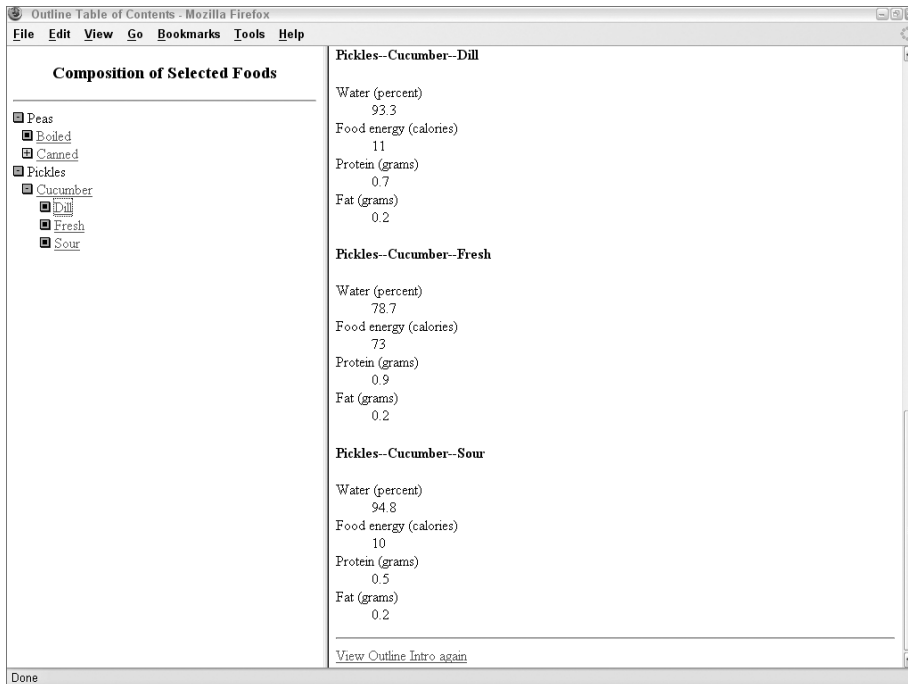 Outline Table of Contents - Mozilla Firefox
File Edit View Go Bookmarks Tools Help
Composition of Selected Foods
Peas
Boiled
Canned
Pickles
Cucumber
Dill
Fresh
Sour
Pickles--Cucumber--Dill
Water (percent)
93.3
Food energy (calories)
11
Protein (grams)
0.7
Fat (grams)
0.2
Pickles--Cucumber--Fresh
Water (percent)
78.7
Food energy (calories)
73
Protein (grams)
0.9
Fat (grams)
0.2
Pickles--Cucumber--Sour
Water (percent)
94.8
Food energy (calories)
10
Protein (grams)
0.5
Fat (grams)
0.2
View Outline Intro again
Done